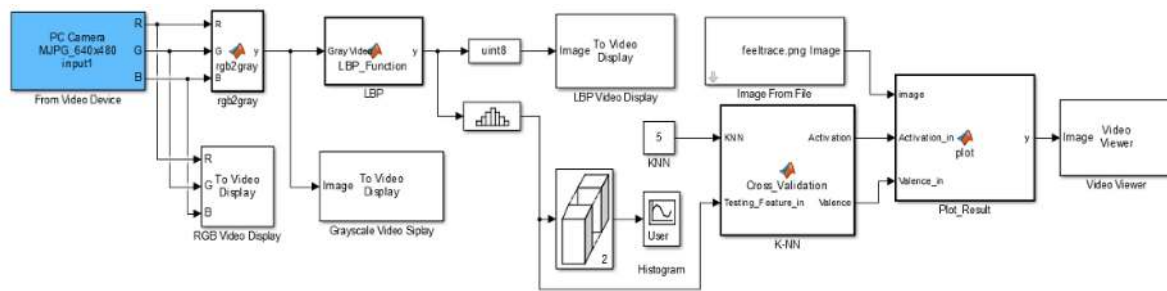 PC Camera
MJPG_640x480
input1
R
G
B
From Video Device
R
G
B
y
rgb2gray
rgb2gray
Gray Video
y
LBP_Function
LBP
uint8
Image
To Video
Display
LBP Video Display
R
G
B
To Video
Display
RGB Video Display
Image
To Video
Display
Grayscale Video Siplay
2
User
Histogram
5
KNN
feeltrace.png
Image
Image From File
KNN
Testing_Feature_in
Cross_Validation
Activation
Valence
K-NN
image
Activation_in
Valence_in
plot
y
Plot_Result
Image
Video
Viewer
Video Viewer